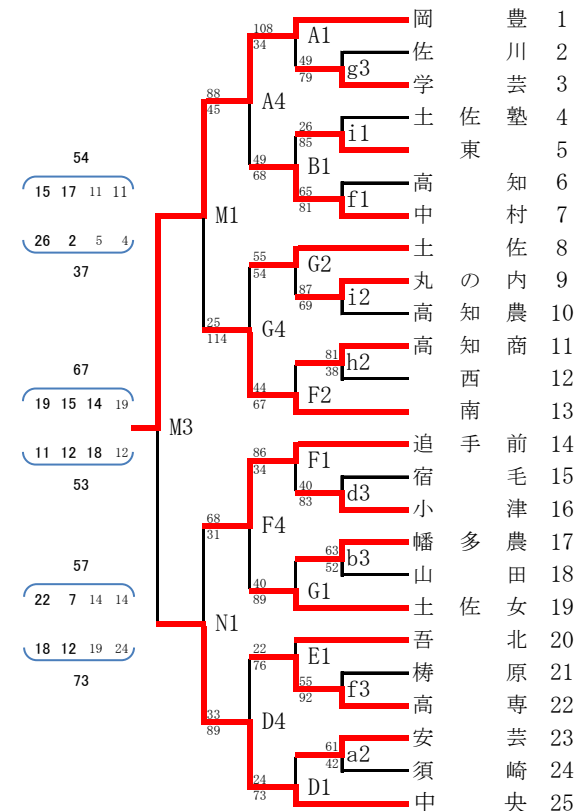 108
34
A1
岡 豊 1
佐 川 2
49
79
g3
学 芸 3
88
45
A4
土 佐 塾 4
26
85
i1
東 5
54
15 17 11 11
26 2 5 4
37
49
68
B1
高 知 6
65
81
f1
中 村 7
M1
土 佐 8
55
54
G2
丸 の 内 9
87
69
i2
高 知 農 10
25
114
G4
高 知 商 11
81
38
h2
西 12
44
67
F2
南 13
67
19 15 14 19
11 12 18 12
53
M3
追 手 前 14
86
34
F1
宿 毛 15
40
83
d3
小 津 16
68
31
F4
幡 多 農 17
63
52
b3
山 田 18
40
89
G1
土 佐 女 19
57
22 7 14 14
18 12 19 24
73
N1
吾 北 20
22
76
E1
梼 原 21
55
92
f3
高 専 22
33
89
D4
安 芸 23
61
42
a2
須 崎 24
24
73
D1
中 央 25